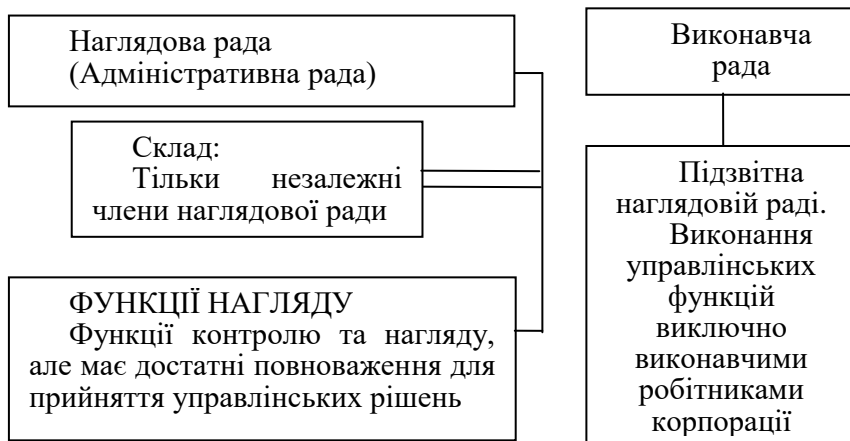 Наглядова рада
(Адміністративна рада)
Склад:
Тільки незалежні
члени наглядової ради
ФУНКЦІЇ НАГЛЯДУ
Функції контролю та нагляду,
але має достатні повноваження для
прийняття управлінських рішень
Виконавча
рада
Підзвітна
наглядовій раді.
Виконання
управлінських
функцій
виключно
виконавчими
робітниками
корпорації